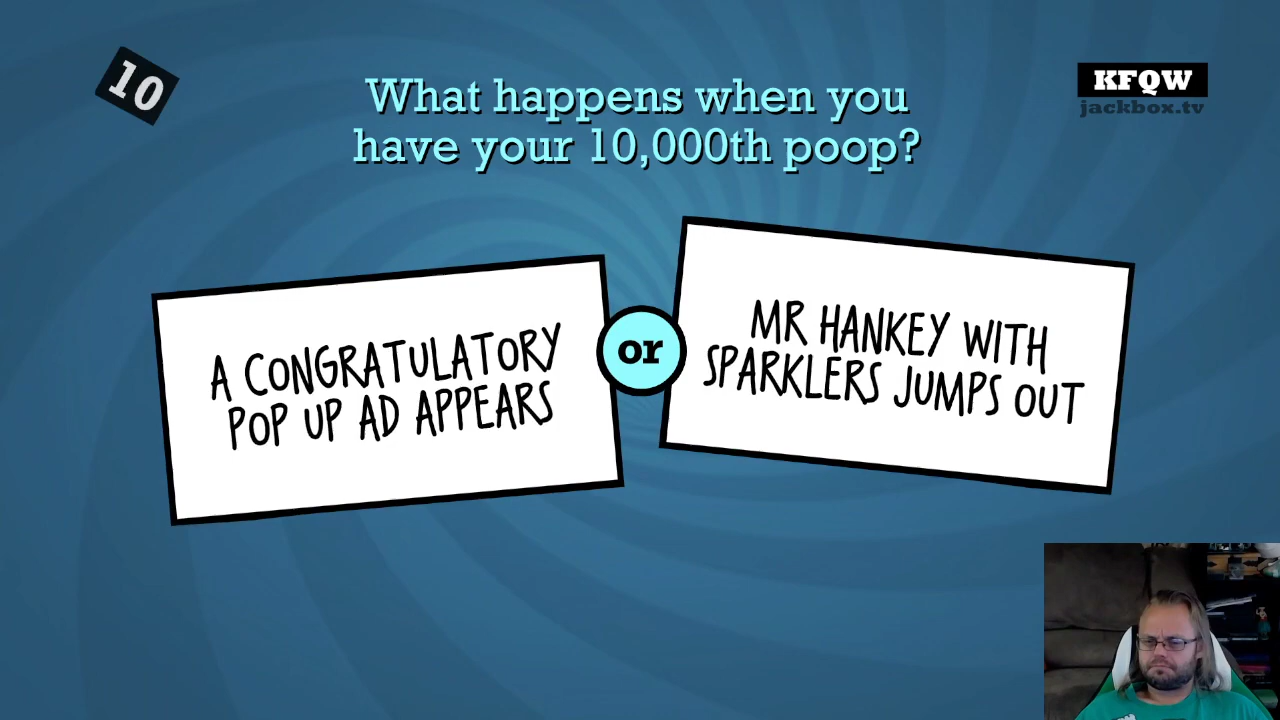 10
What happens when you
have your 10,000th poop?
KFQW
jackbox.tv
A CONGRATULATORY
POP UP AD APPEARS
or
MR HANKEY WITH
SPARKLERS JUMPS OUT